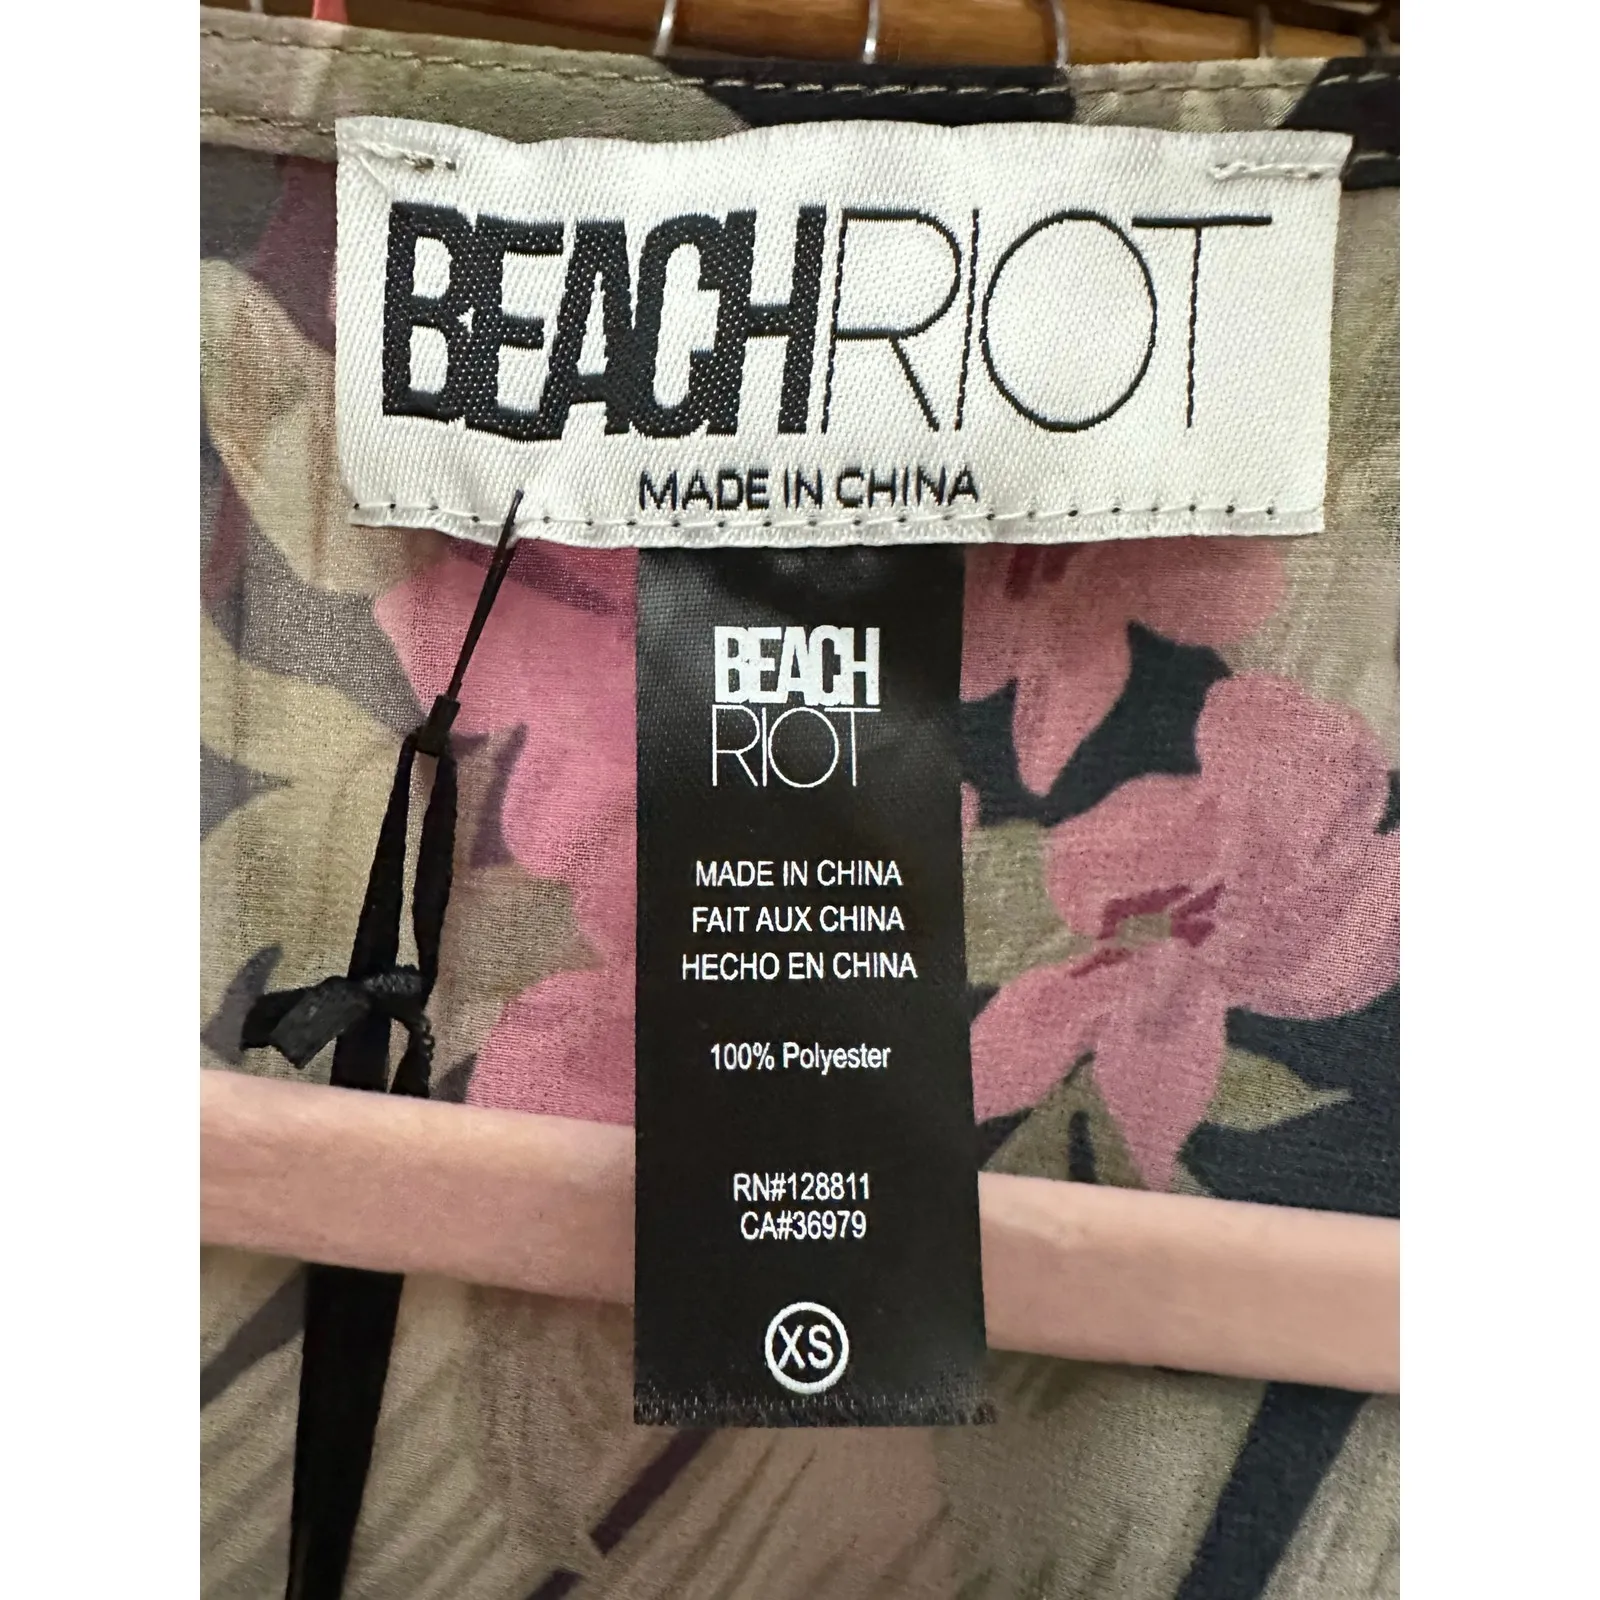 BEACHRIOT
MADE IN CHINA
BEACH
RIOT
MADE IN CHINA
FAIT AUX CHINA
HECHO EN CHINA
100% Polyester
RN#128811
CA#36979
XS